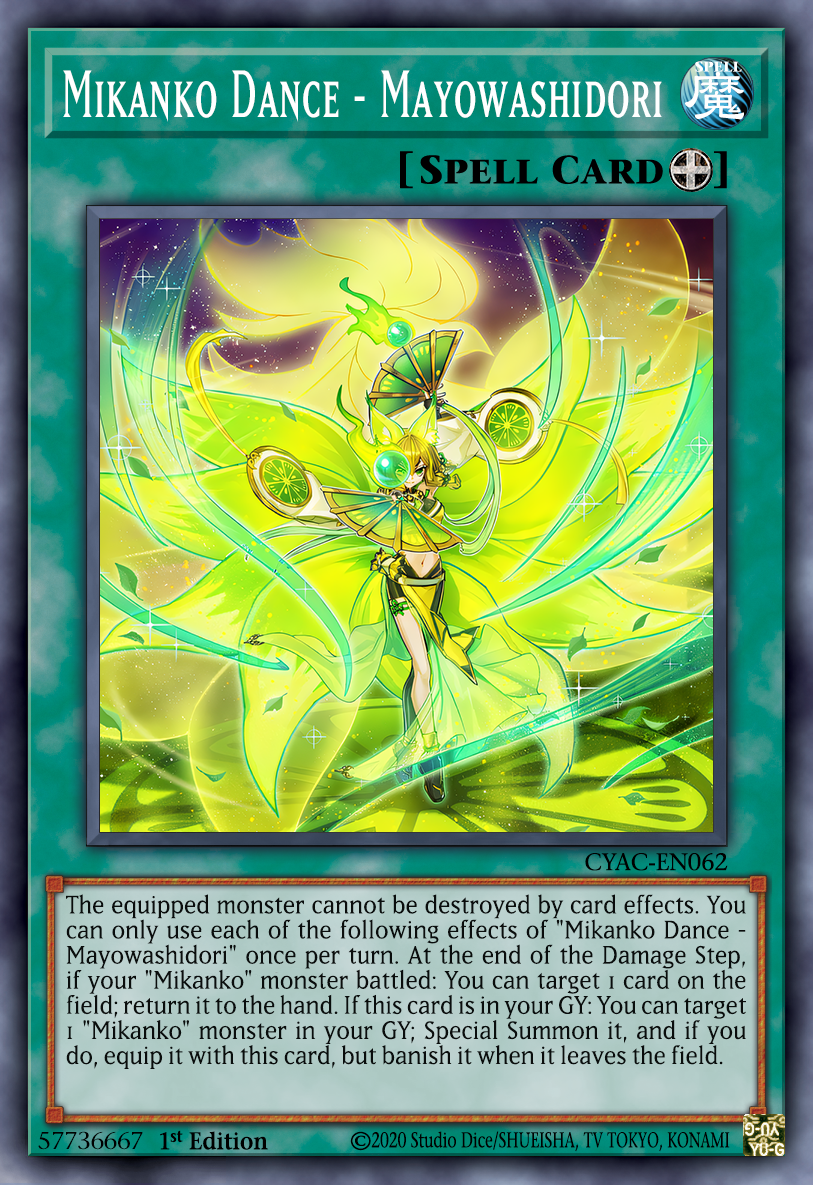 Mikanko Dance - Mayowashidori
SPELL
魔
[Spell Card]
CYAC-EN062
The equipped monster cannot be destroyed by card effects. You
can only use each of the following effects of "Mikanko Dance -
Mayowashidori" once per turn. At the end of the Damage Step,
if your "Mikanko" monster battled: You can target 1 card on the
field; return it to the hand. If this card is in your GY: You can target
1 "Mikanko" monster in your GY; Special Summon it, and if you
do, equip it with this card, but banish it when it leaves the field.
57736667 1st Edition ©2020 Studio Dice/SHUEISHA, TV TOKYO, KONAMI
YU-G
YU-G